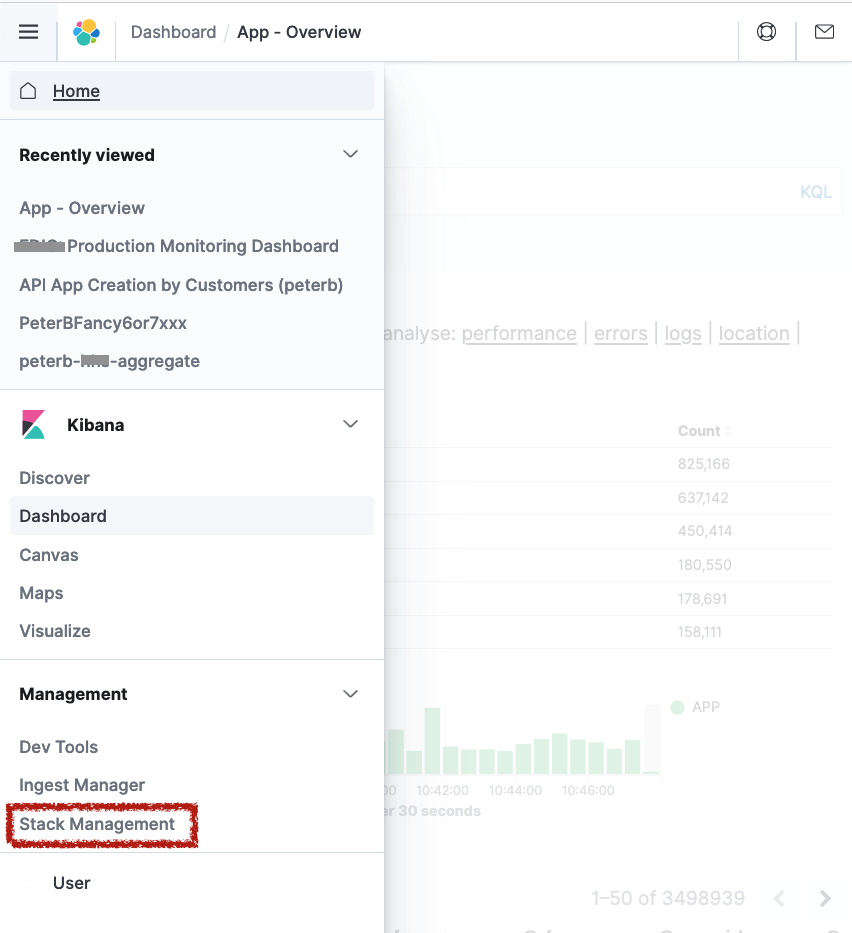 Dashboard / App - Overview
Home
Recently viewed
App - Overview
Production Monitoring Dashboard
API App Creation by Customers (peterb)
PeterBFancy6or7xxx
peterb- -aggregate
Kibana
Discover
Dashboard
Canvas
Maps
Visualize
Management
Dev Tools
Ingest Manager
Stack Management
User
KQL
analyse: performance | errors | logs | location |
Count
825,166
637,142
450,414
180,550
178,691
158,111
APP
00 10:42:00 10:44:00 10:46:00
er 30 seconds
1–50 of 3498939